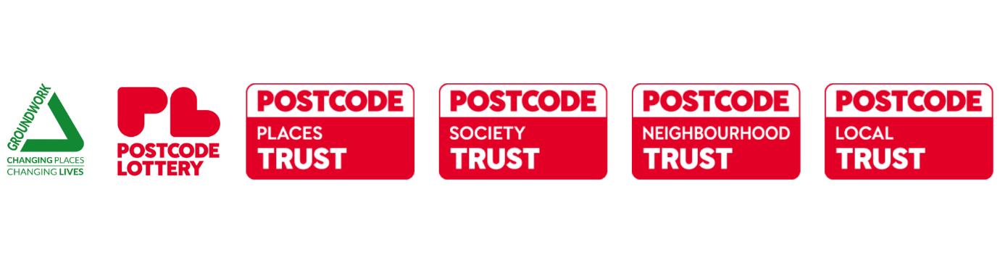 GROUNDWORK
CHANGING PLACES
CHANGING LIVES
PL
POSTCODE
LOTTERY
POSTCODE
PLACES
TRUST
POSTCODE
SOCIETY
TRUST
POSTCODE
NEIGHBOURHOOD
TRUST
POSTCODE
LOCAL
TRUST